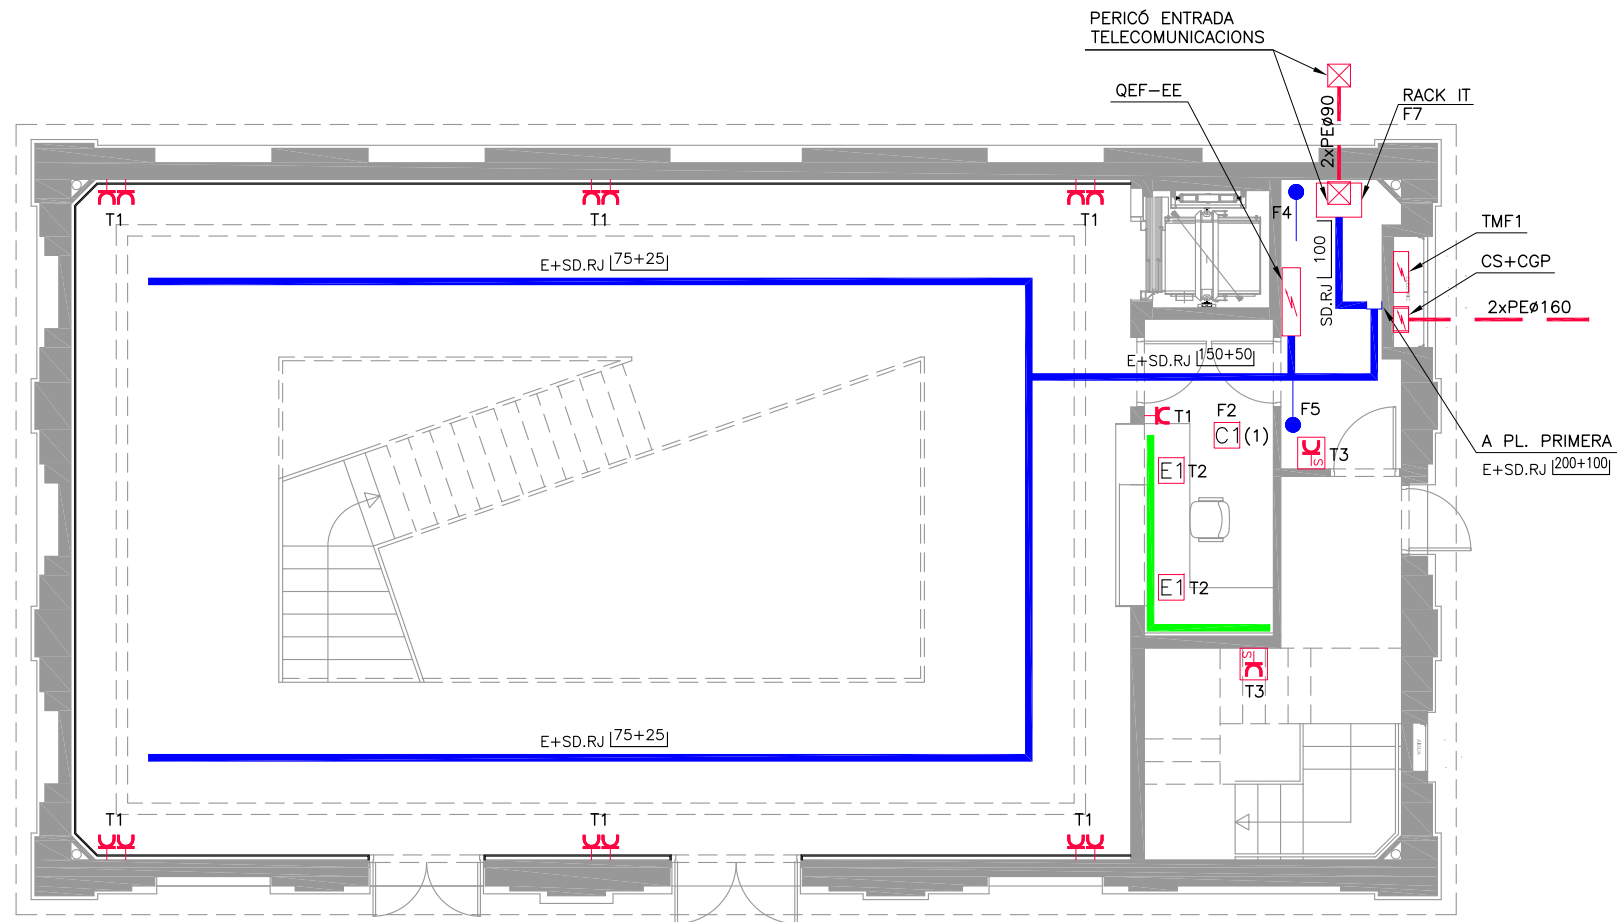 PERICÓ ENTRADA
TELECOMUNICACIONS
QEF-EE
RACK IT
F7
2xPEø90
T1
T1
T1
F4
TMF1
E+SD.RJ 75+25
SD.RJ 100
CS+CGP
2xPEø160
E+SD.RJ 150+50
T1
F2
C1(1)
F5
T3
S
A PL. PRIMERA
E+SD.RJ 200+100
E1 T2
E1 T2
S
T3
E+SD.RJ 75+25
T1
T1
T1